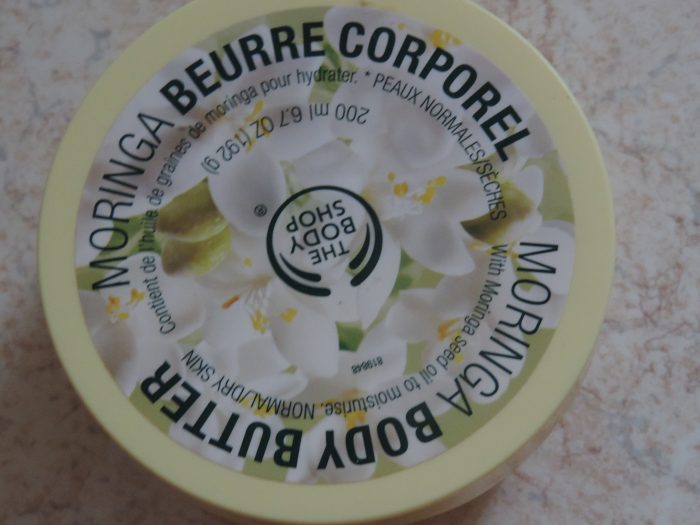 MORINGA BEURRE CORPOREL
Contient de l'huile de graines de moringa pour hydrater. * PEAUX NORMALES/SÈCHES
200 ml 6.7 OZ (192 g)
THE
BODY
SHOP
®
MORINGA BODY BUTTER
With Moringa seed oil to moisturise. NORMAL/DRY SKIN
819848